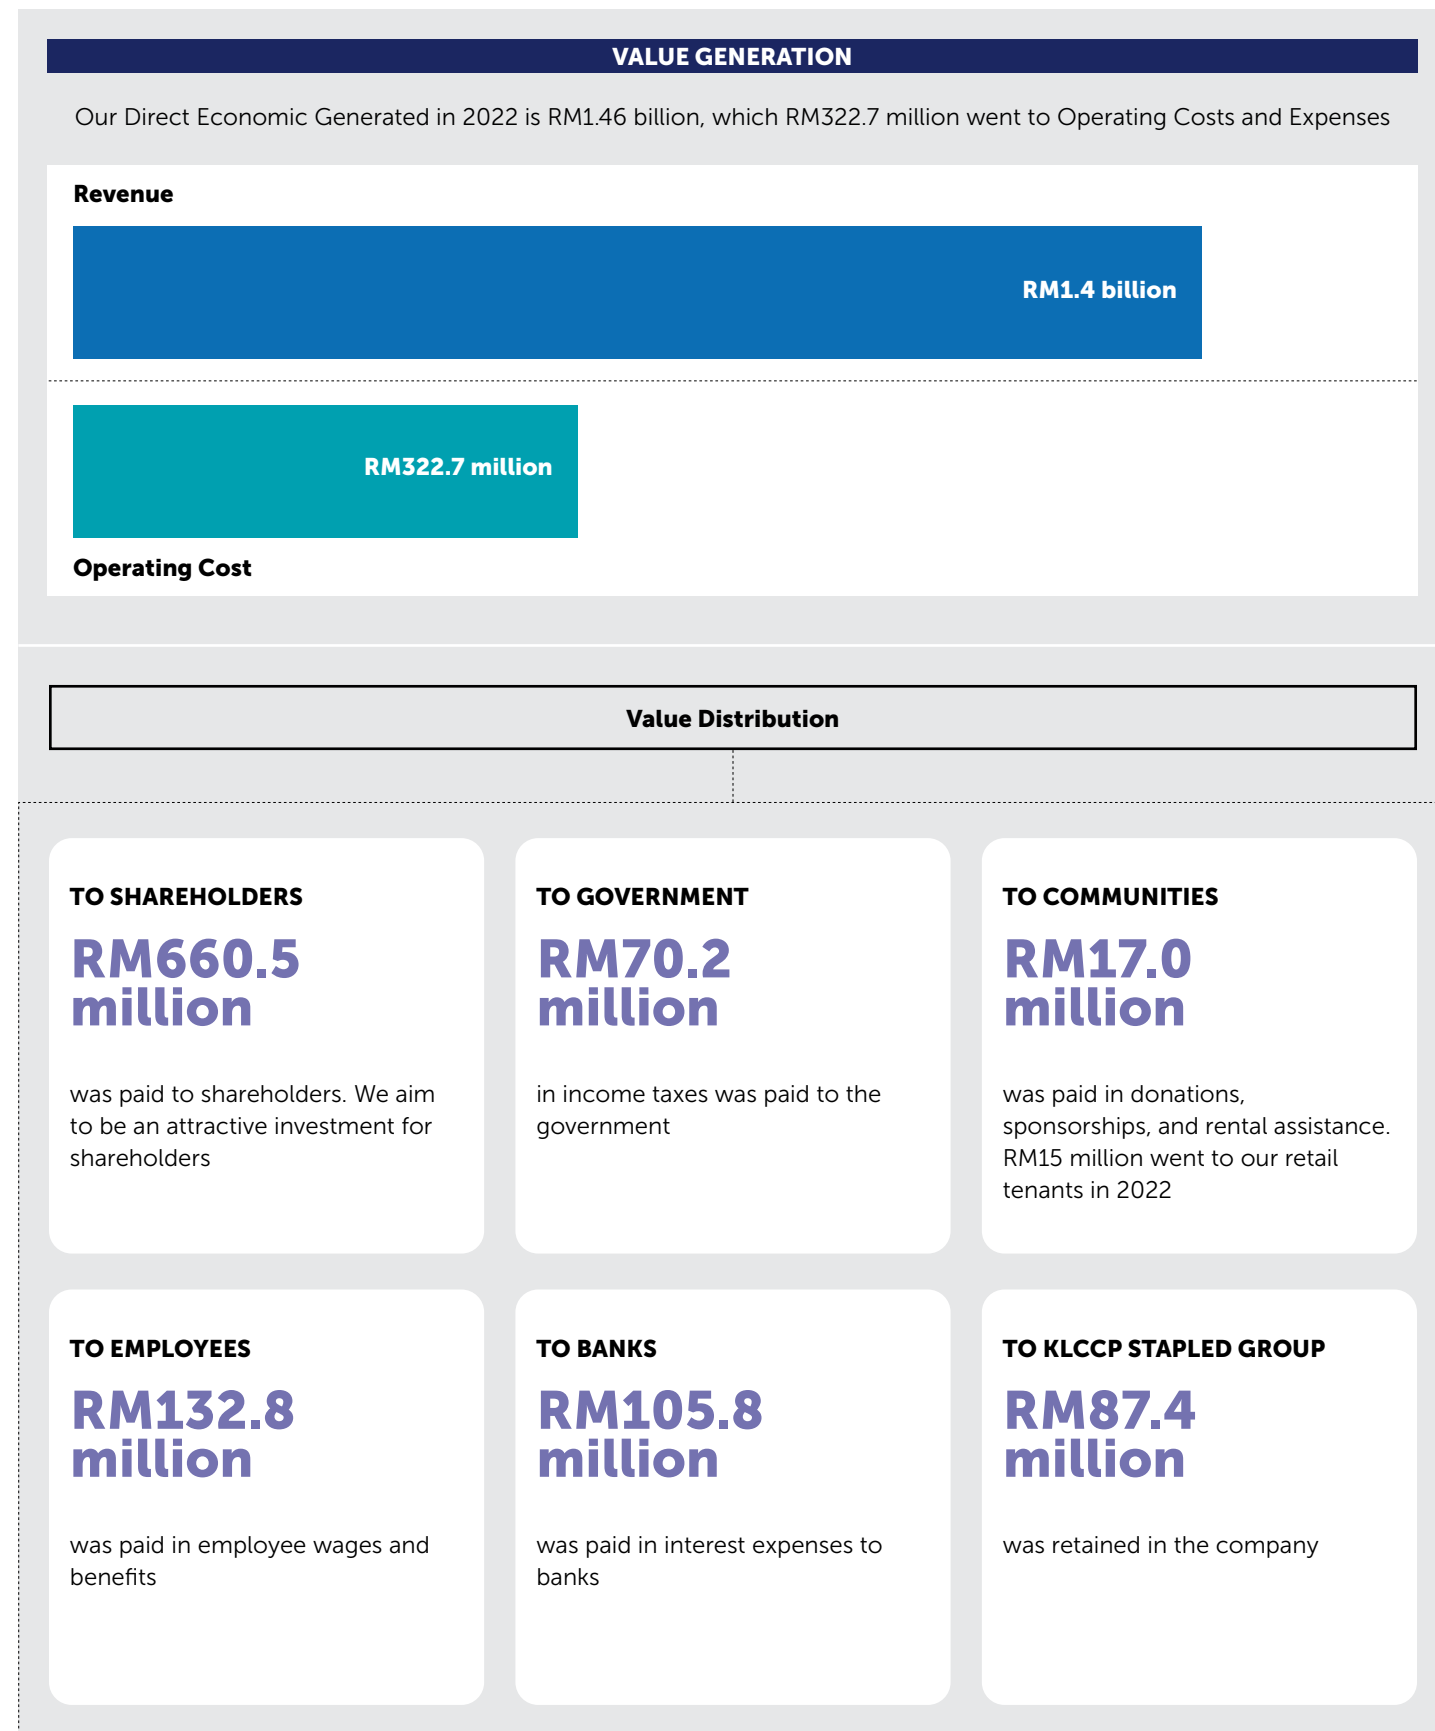 VALUE GENERATION
Our Direct Economic Generated in 2022 is RM1.46 billion, which RM322.7 million went to Operating Costs and Expenses
Revenue
RM1.4 billion
RM322.7 million
Operating Cost
Value Distribution
TO SHAREHOLDERS
RM660.5
million
was paid to shareholders. We aim
to be an attractive investment for
shareholders
TO GOVERNMENT
RM70.2
million
in income taxes was paid to the
government
TO COMMUNITIES
RM17.0
million
was paid in donations,
sponsorships, and rental assistance.
RM15 million went to our retail
tenants in 2022
TO EMPLOYEES
RM132.8
million
was paid in employee wages and
benefits
TO BANKS
RM105.8
million
was paid in interest expenses to
banks
TO KLCCP STAPLED GROUP
RM87.4
million
was retained in the company